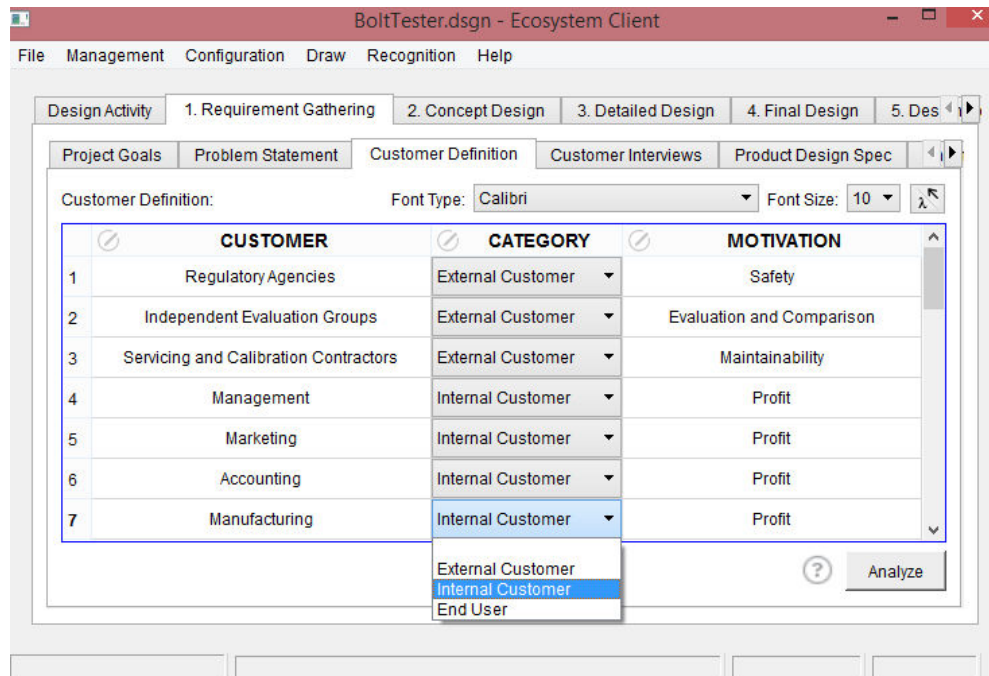 BoltTester.dsgn - Ecosystem Client
File Management Configuration Draw Recognition Help
Design Activity 1. Requirement Gathering 2. Concept Design 3. Detailed Design 4. Final Design 5. Des
Project Goals Problem Statement Customer Definition Customer Interviews Product Design Spec
Customer Definition: Font Type: Calibri Font Size: 10 λ
CUSTOMER CATEGORY MOTIVATION
1 Regulatory Agencies External Customer Safety
2 Independent Evaluation Groups External Customer Evaluation and Comparison
3 Servicing and Calibration Contractors External Customer Maintainability
4 Management Internal Customer Profit
5 Marketing Internal Customer Profit
6 Accounting Internal Customer Profit
7 Manufacturing Internal Customer Profit
External Customer
Internal Customer
End User
? Analyze